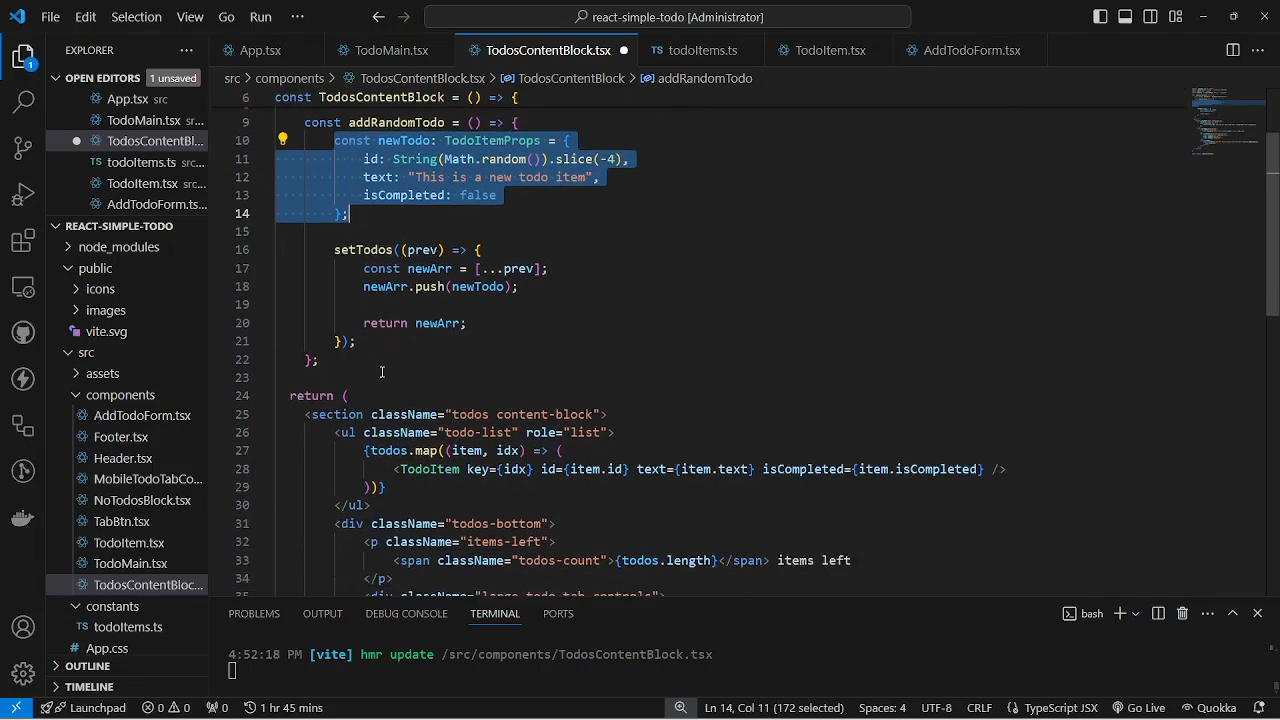 File Edit Selection View Go Run ··· react-simple-todo [Administrator]
EXPLORER ···
OPEN EDITORS 1 unsaved
App.tsx src
TodoMain.tsx sr...
TodosContentBl...
todoItems.ts sr...
TodoItem.tsx sr...
AddTodoForm.ts...
REACT-SIMPLE-TODO
node_modules
public
icons
images
vite.svg
src
assets
components
AddTodoForm.tsx
Footer.tsx
Header.tsx
MobileTodoTabCo...
NoTodosBlock.tsx
TabBtn.tsx
TodoItem.tsx
TodoMain.tsx
TodosContentBloc...
constants
todoItems.ts
App.css
OUTLINE
TIMELINE
App.tsx TodoMain.tsx TodosContentBlock.tsx todoItems.ts TodoItem.tsx AddTodoForm.tsx ···
src > components > TodosContentBlock.tsx > TodosContentBlock > addRandomTodo
6 const TodosContentBlock = () => {
9 const addRandomTodo = () => {
10 const newTodo: TodoItemProps = {
11 id: String(Math.random()).slice(-4),
12 text: "This is a new todo item",
13 isCompleted: false
14 };
15
16 setTodos((prev) => {
17 const newArr = [...prev];
18 newArr.push(newTodo);
19
20 return newArr;
21 });
22 };
23
24 return (
25 <section className="todos content-block">
26 <ul className="todo-list" role="list">
27 {todos.map((item, idx) => (
28 <TodoItem key={idx} id={item.id} text={item.text} isCompleted={item.isCompleted} />
29 ))}
30 </ul>
31 <div className="todos-bottom">
32 <p className="items-left">
33 <span className="todos-count">{todos.length}</span> items left
34 </p>
PROBLEMS OUTPUT DEBUG CONSOLE TERMINAL PORTS bash ···
4:52:18 PM [vite] hmr update /src/components/TodosContentBlock.tsx
Launchpad 0 0 0 1 hr 45 mins Ln 14, Col 11 (172 selected) Spaces: 4 UTF-8 CRLF TypeScript JSX Go Live Quokka